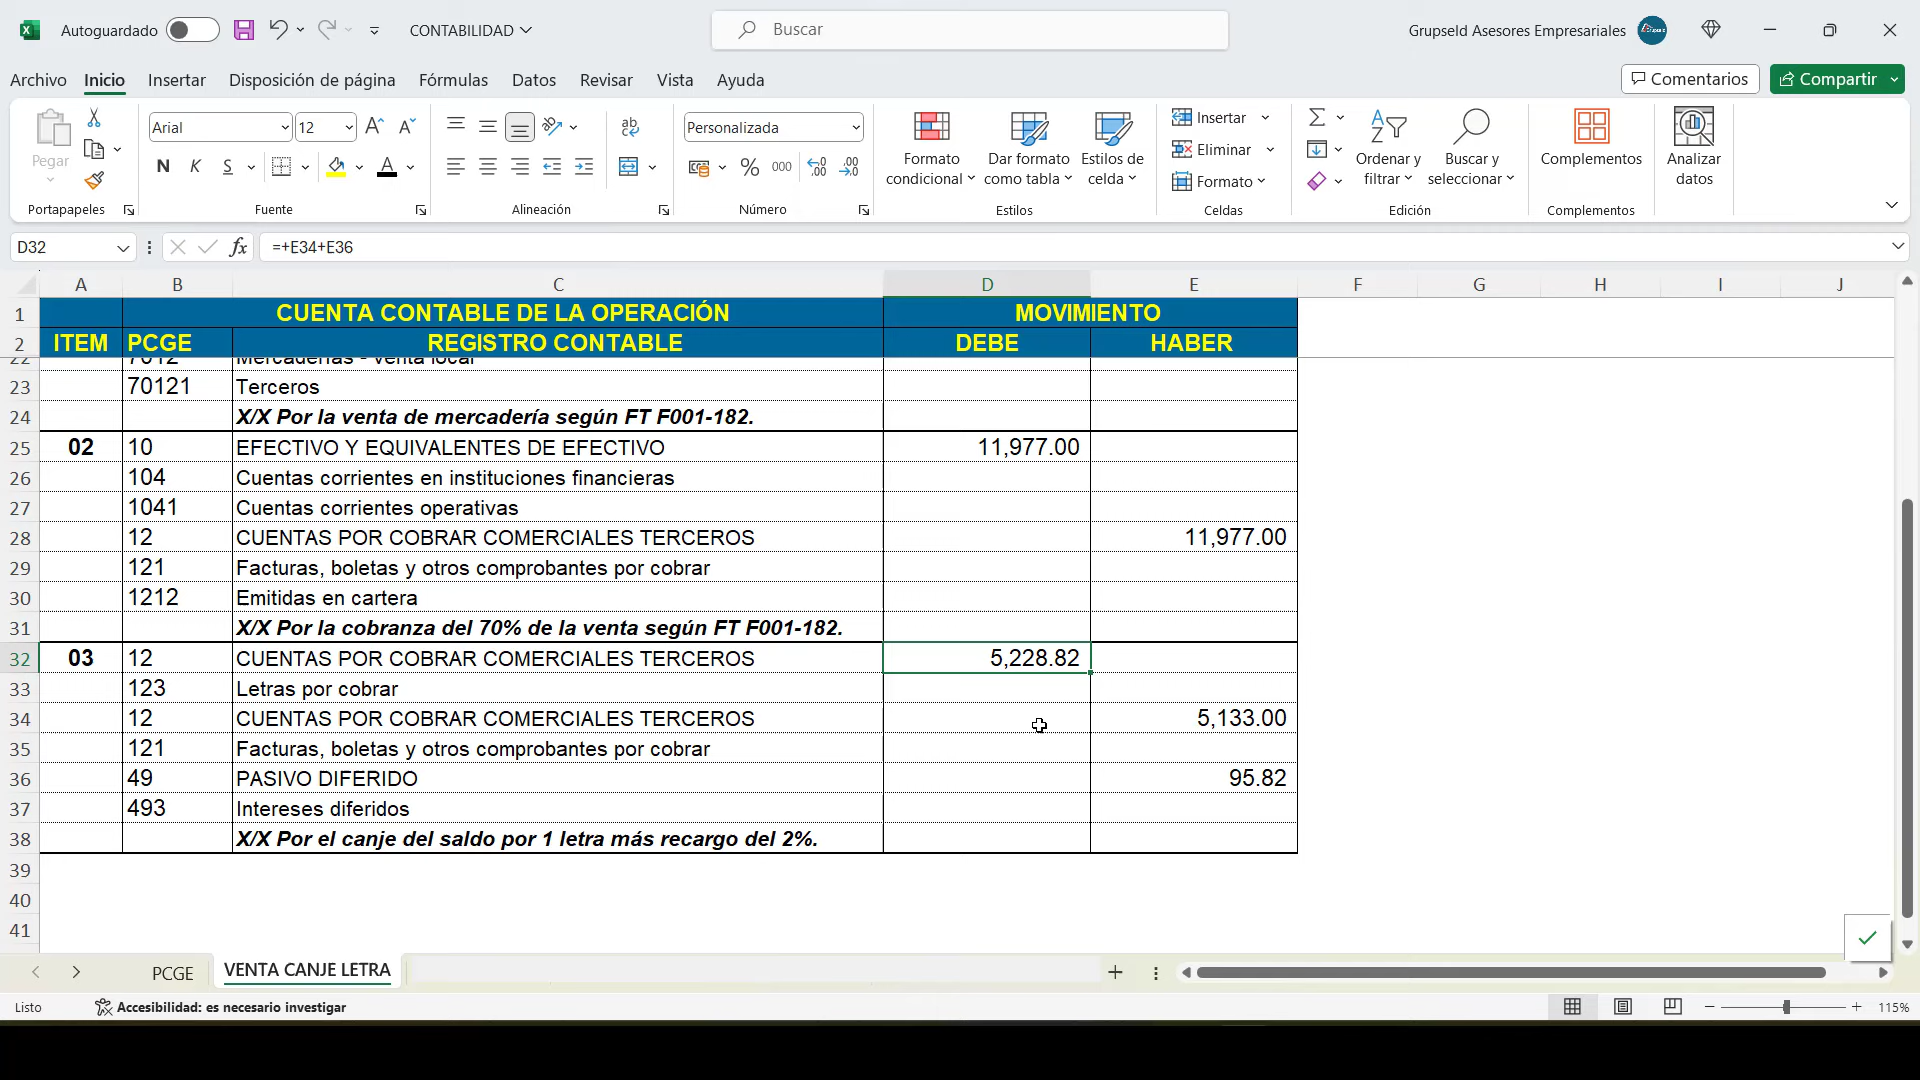 Autoguardado CONTABILIDAD Buscar Grupseld Asesores Empresariales
Archivo Inicio Insertar Disposición de página Fórmulas Datos Revisar Vista Ayuda Comentarios Compartir
Pegar
Portapapeles
Arial 12
N K S A
Fuente
ab
Alineación
Personalizada
% 000
Número
Formato condicional
Dar formato como tabla
Estilos de celda
Estilos
Insertar
Eliminar
Formato
Celdas
Ordenar y filtrar
Buscar y seleccionar
Edición
Complementos
Complementos
Analizar datos
D32 fx =+E34+E36
A B C D E F G H I J
1 CUENTA CONTABLE DE LA OPERACIÓN MOVIMIENTO
2 ITEM PCGE REGISTRO CONTABLE DEBE HABER
22 7012 Mercaderías - venta local
23 70121 Terceros
24 X/X Por la venta de mercadería según FT F001-182.
25 02 10 EFECTIVO Y EQUIVALENTES DE EFECTIVO 11,977.00
26 104 Cuentas corrientes en instituciones financieras
27 1041 Cuentas corrientes operativas
28 12 CUENTAS POR COBRAR COMERCIALES TERCEROS 11,977.00
29 121 Facturas, boletas y otros comprobantes por cobrar
30 1212 Emitidas en cartera
31 X/X Por la cobranza del 70% de la venta según FT F001-182.
32 03 12 CUENTAS POR COBRAR COMERCIALES TERCEROS 5,228.82
33 123 Letras por cobrar
34 12 CUENTAS POR COBRAR COMERCIALES TERCEROS 5,133.00
35 121 Facturas, boletas y otros comprobantes por cobrar
36 49 PASIVO DIFERIDO 95.82
37 493 Intereses diferidos
38 X/X Por el canje del saldo por 1 letra más recargo del 2%.
39
40
41
PCGE VENTA CANJE LETRA
Listo Accesibilidad: es necesario investigar 115%